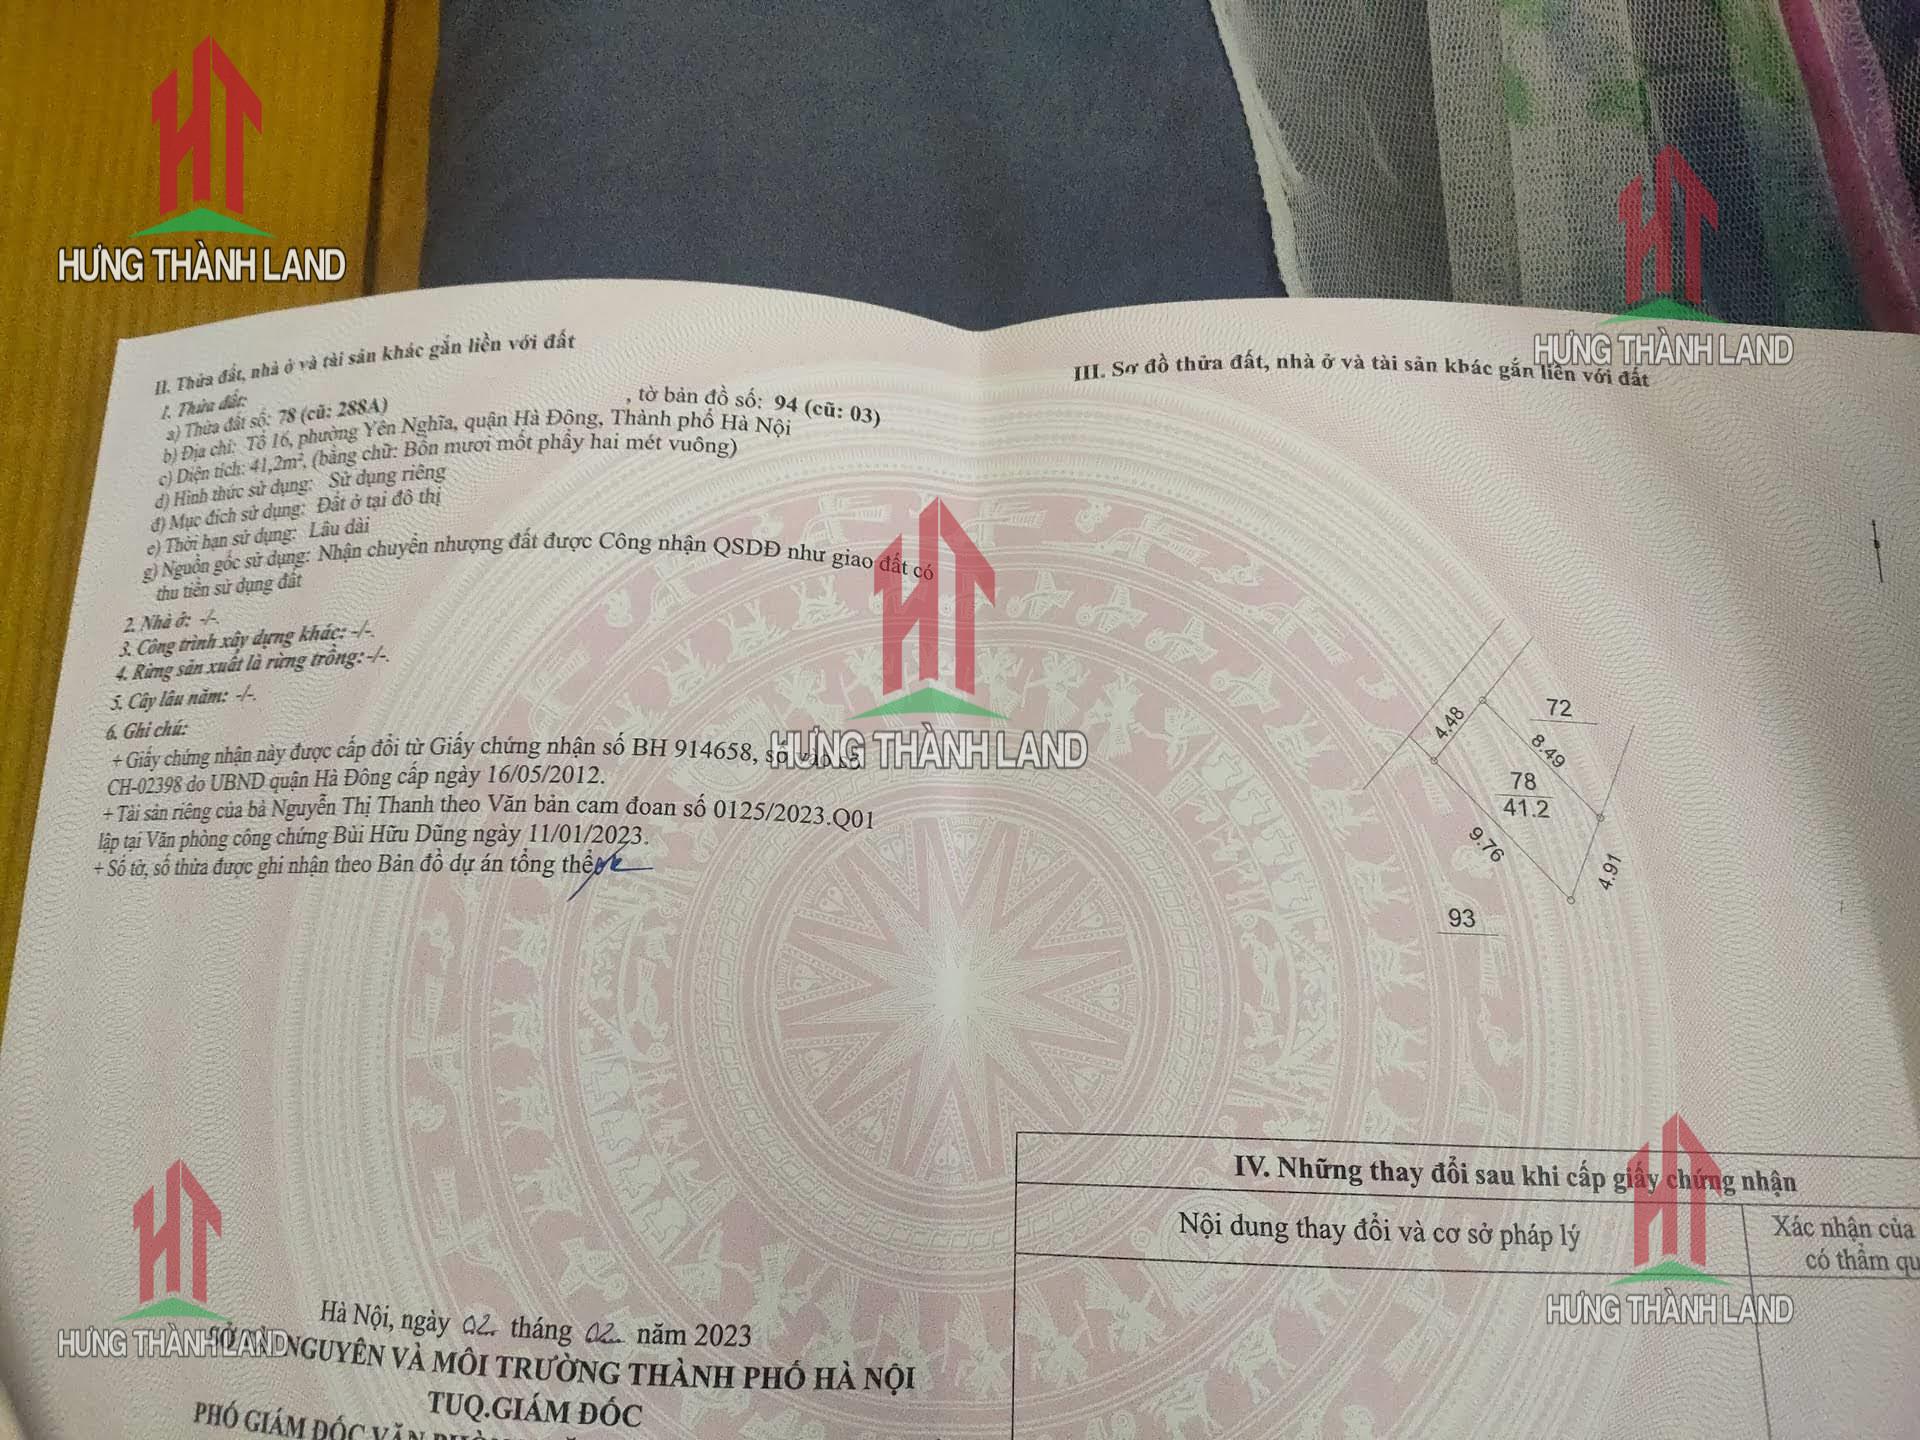 HƯNG THÀNH LAND
HƯNG THÀNH LAND
II. Thửa đất, nhà ở và tài sản khác gắn liền với đất
1. Thửa đất:
a) Thửa đất số: 78 (cũ: 288A) , tờ bản đồ số: 94 (cũ: 03)
b) Địa chỉ: Tổ 16, phường Yên Nghĩa, quận Hà Đông, Thành phố Hà Nội
c) Diện tích: 41,2m², (bằng chữ: Bốn mươi mốt phẩy hai mét vuông)
d) Hình thức sử dụng: Sử dụng riêng
đ) Mục đích sử dụng: Đất ở tại đô thị
e) Thời hạn sử dụng: Lâu dài
g) Nguồn gốc sử dụng: Nhận chuyển nhượng đất được Công nhận QSDĐ như giao đất có
thu tiền sử dụng đất
2. Nhà ở: -/-.
3. Công trình xây dựng khác: -/-.
4. Rừng sản xuất là rừng trồng: -/-.
5. Cây lâu năm: -/-.
6. Ghi chú:
+ Giấy chứng nhận này được cấp đổi từ Giấy chứng nhận số BH 914658, số vào sổ
CH-02398 do UBND quận Hà Đông cấp ngày 16/05/2012.
+ Tài sản riêng của bà Nguyễn Thị Thanh theo Văn bản cam đoan số 0125/2023.Q01
lập tại Văn phòng công chứng Bùi Hữu Dũng ngày 11/01/2023.
+ Số tờ, số thửa được ghi nhận theo Bản đồ dự án tổng thể
HƯNG THÀNH LAND
Hà Nội, ngày 02 tháng 02 năm 2023
SỞ TÀI NGUYÊN VÀ MÔI TRƯỜNG THÀNH PHỐ HÀ NỘI
TUQ.GIÁM ĐỐC
PHÓ GIÁM ĐỐC VĂN
HƯNG THÀNH LAND
III. Sơ đồ thửa đất, nhà ở và tài sản khác gắn liền với đất
72
4.48
8.49
78
41.2
9.76
4.91
93
IV. Những thay đổi sau khi cấp giấy chứng nhận
Nội dung thay đổi và cơ sở pháp lý
Xác nhận của
có thẩm qu
HƯNG THÀNH LAND